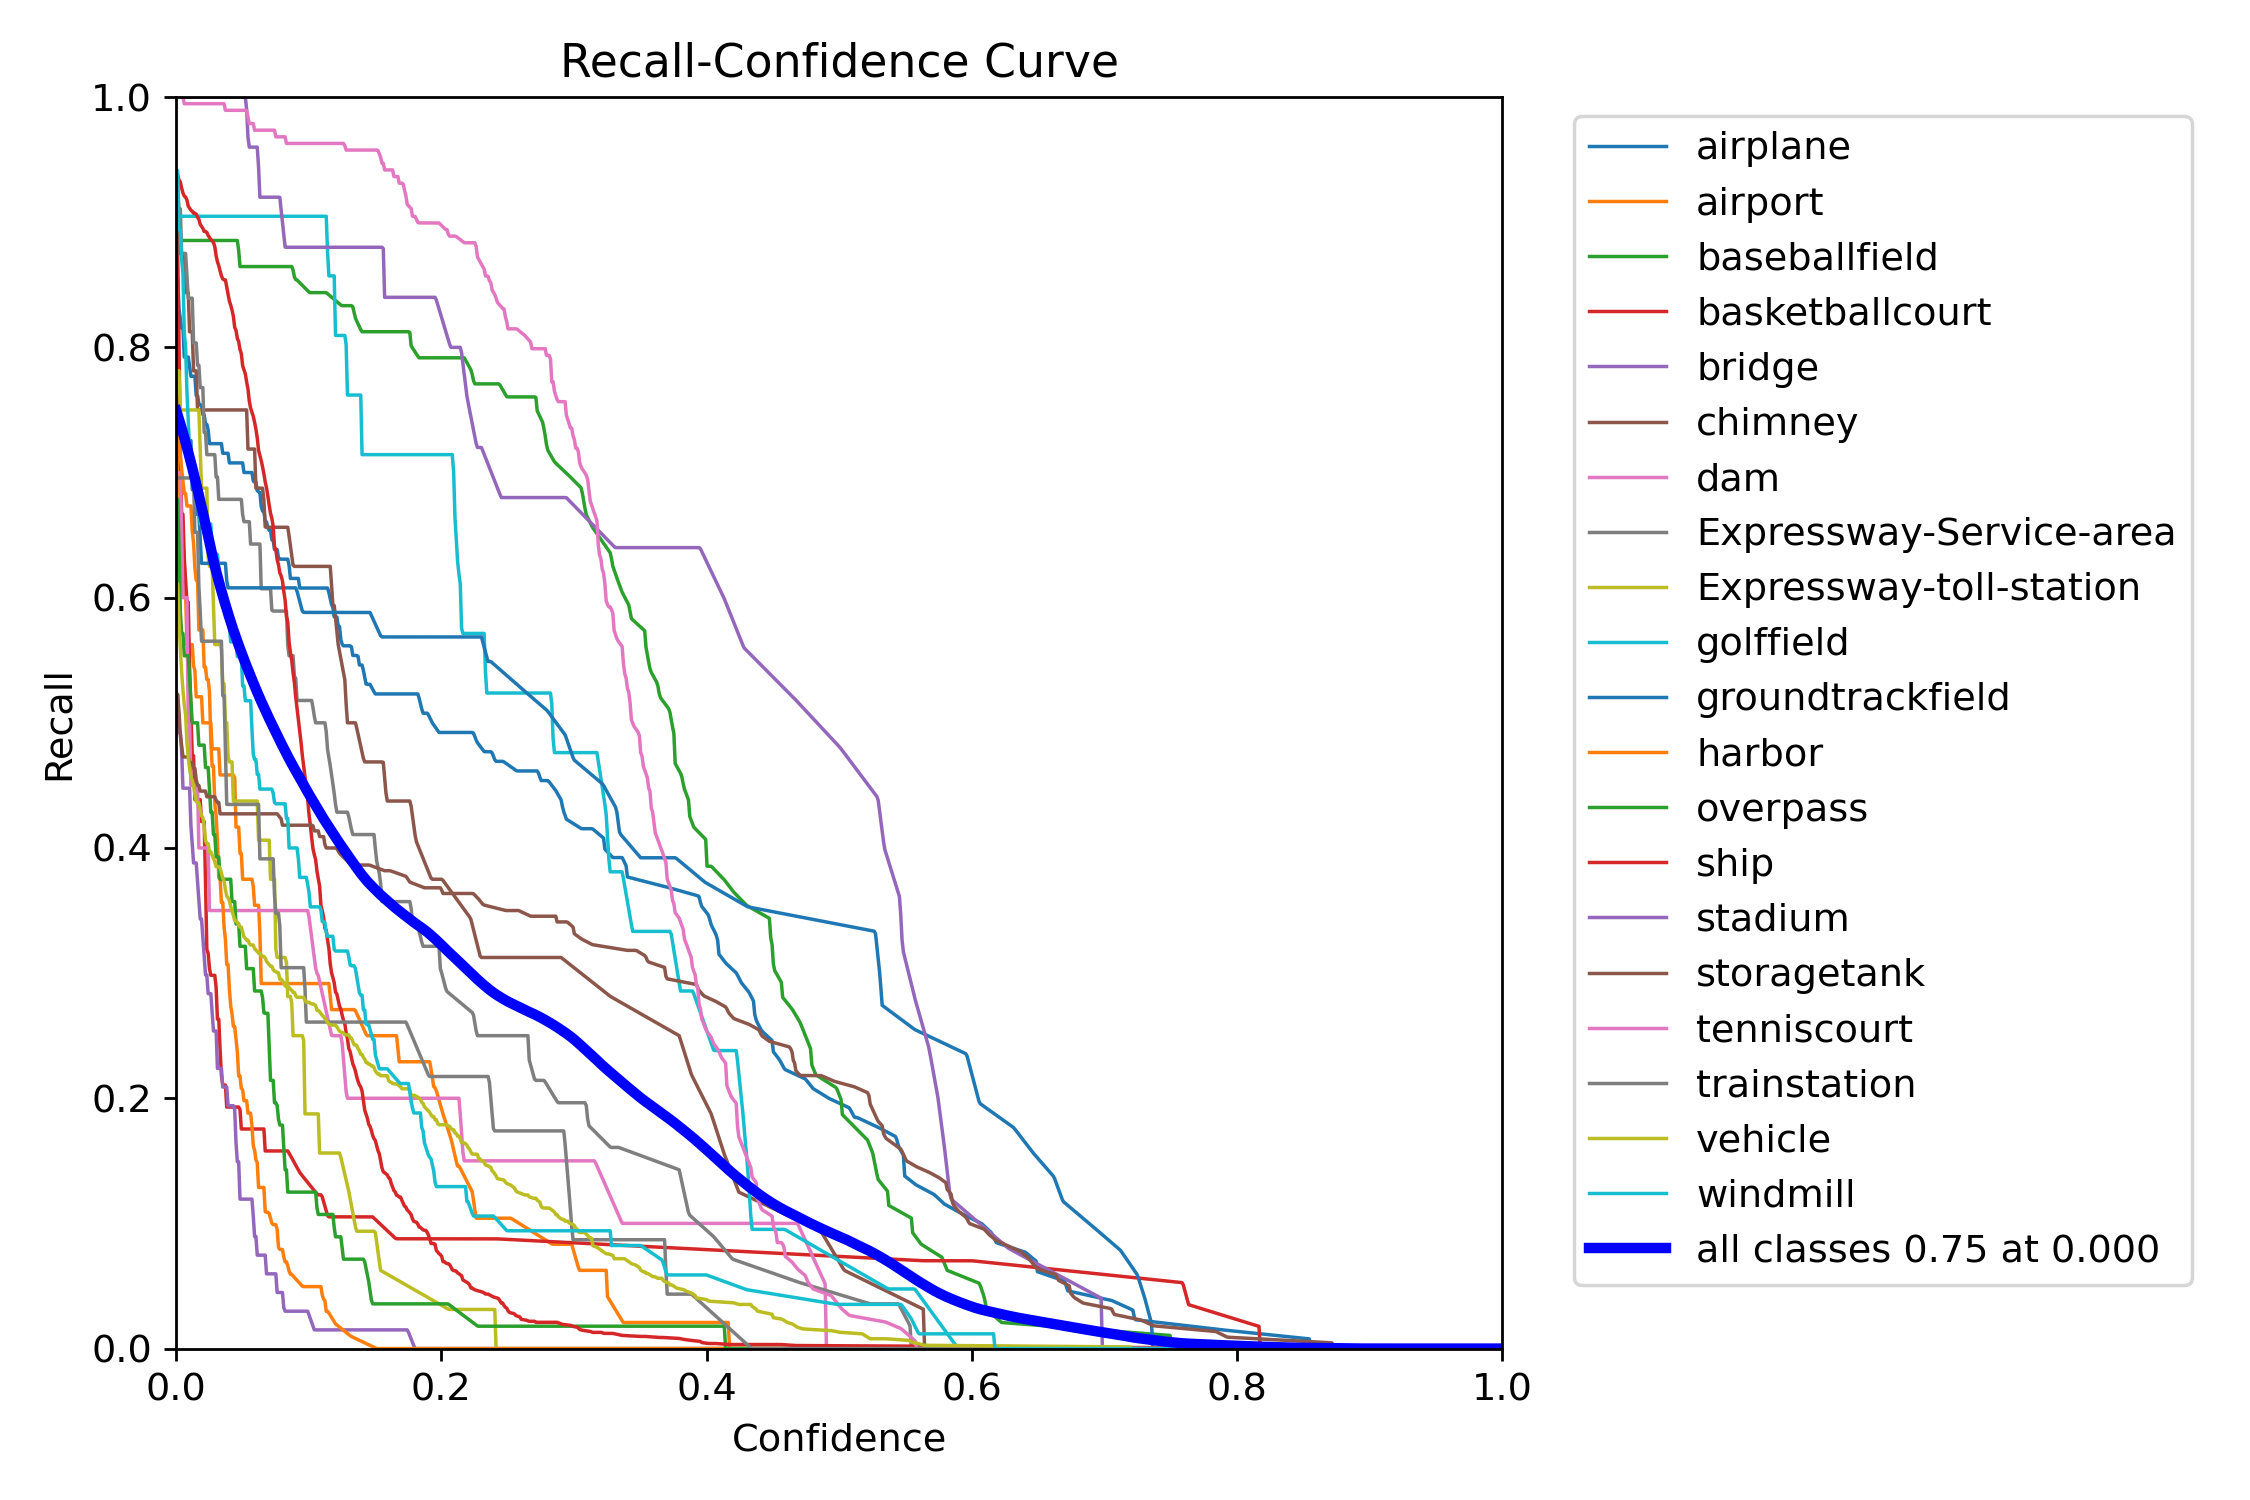 Recall-Confidence Curve
1.0
0.8
0.6
0.4
0.2
0.0
Recall
0.0 0.2 0.4 0.6 0.8 1.0
Confidence
airplane
airport
baseballfield
basketballcourt
bridge
chimney
dam
Expressway-Service-area
Expressway-toll-station
golffield
groundtrackfield
harbor
overpass
ship
stadium
storagetank
tenniscourt
trainstation
vehicle
windmill
all classes 0.75 at 0.000